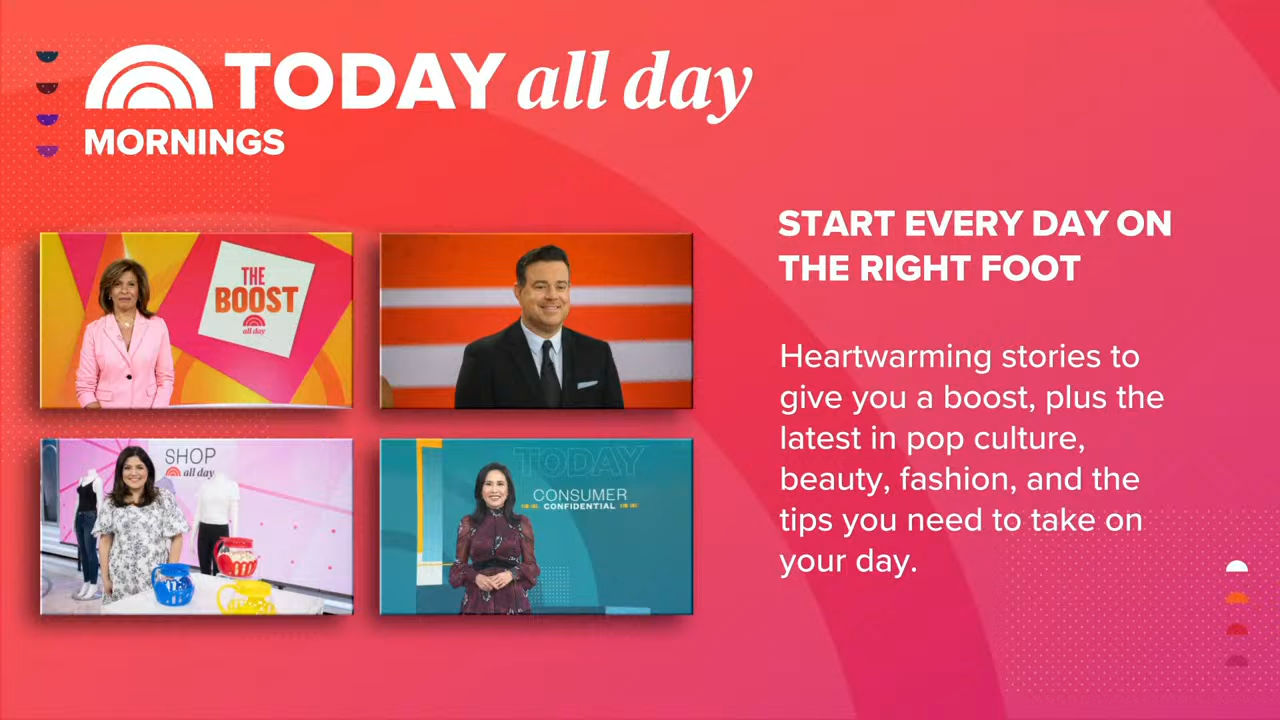 TODAY all day
MORNINGS
START EVERY DAY ON
THE RIGHT FOOT
Heartwarming stories to
give you a boost, plus the
latest in pop culture,
beauty, fashion, and the
tips you need to take on
your day.
THE
BOOST
all day
SHOP
all day
TODAY
CONSUMER
CONFIDENTIAL